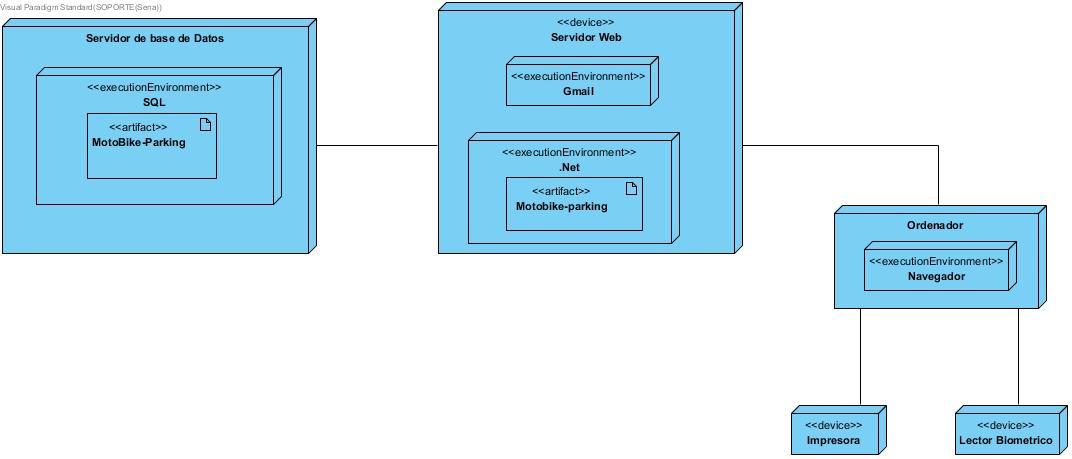 Visual Paradigm Standard(SOPORTE(Sena))
Servidor de base de Datos
<<executionEnvironment>>
SQL
<<artifact>>
MotoBike-Parking
<<device>>
Servidor Web
<<executionEnvironment>>
Gmail
<<executionEnvironment>>
.Net
<<artifact>>
Motobike-parking
Ordenador
<<executionEnvironment>>
Navegador
<<device>>
Impresora
<<device>>
Lector Biometrico